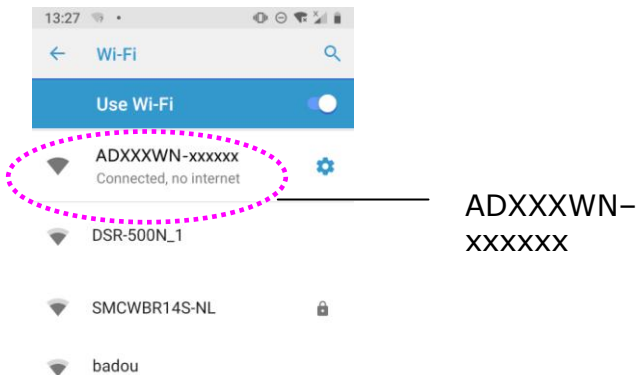 13:27
Wi-Fi
Use Wi-Fi
ADXXXWN-xxxxxx
Connected, no internet
ADXXXWN–
xxxxxx
DSR-500N_1
SMCWBR14S-NL
badou